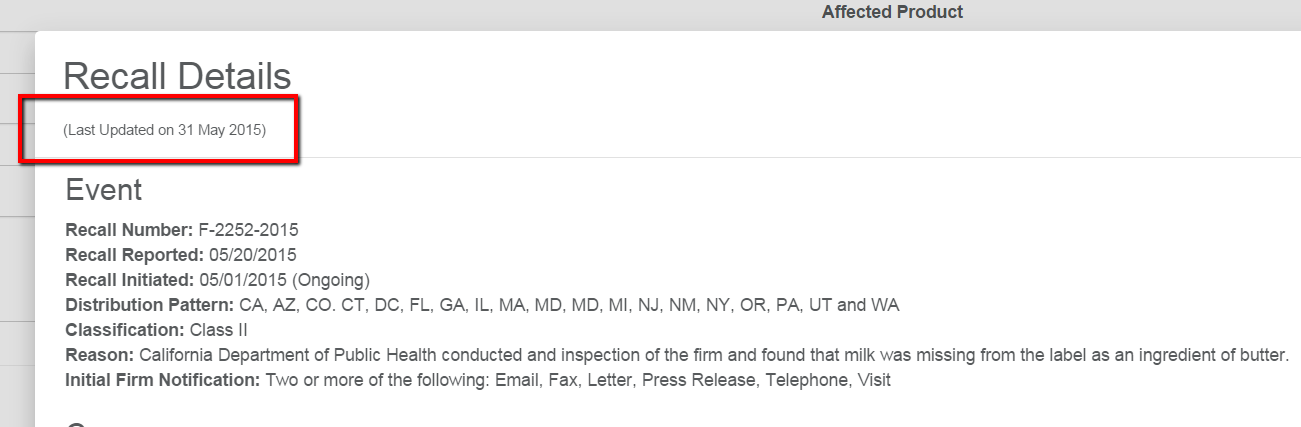 Affected Product
Recall Details
(Last Updated on 31 May 2015)
Event
Recall Number: F-2252-2015
Recall Reported: 05/20/2015
Recall Initiated: 05/01/2015 (Ongoing)
Distribution Pattern: CA, AZ, CO. CT, DC, FL, GA, IL, MA, MD, MD, MI, NJ, NM, NY, OR, PA, UT and WA
Classification: Class II
Reason: California Department of Public Health conducted and inspection of the firm and found that milk was missing from the label as an ingredient of butter.
Initial Firm Notification: Two or more of the following: Email, Fax, Letter, Press Release, Telephone, Visit